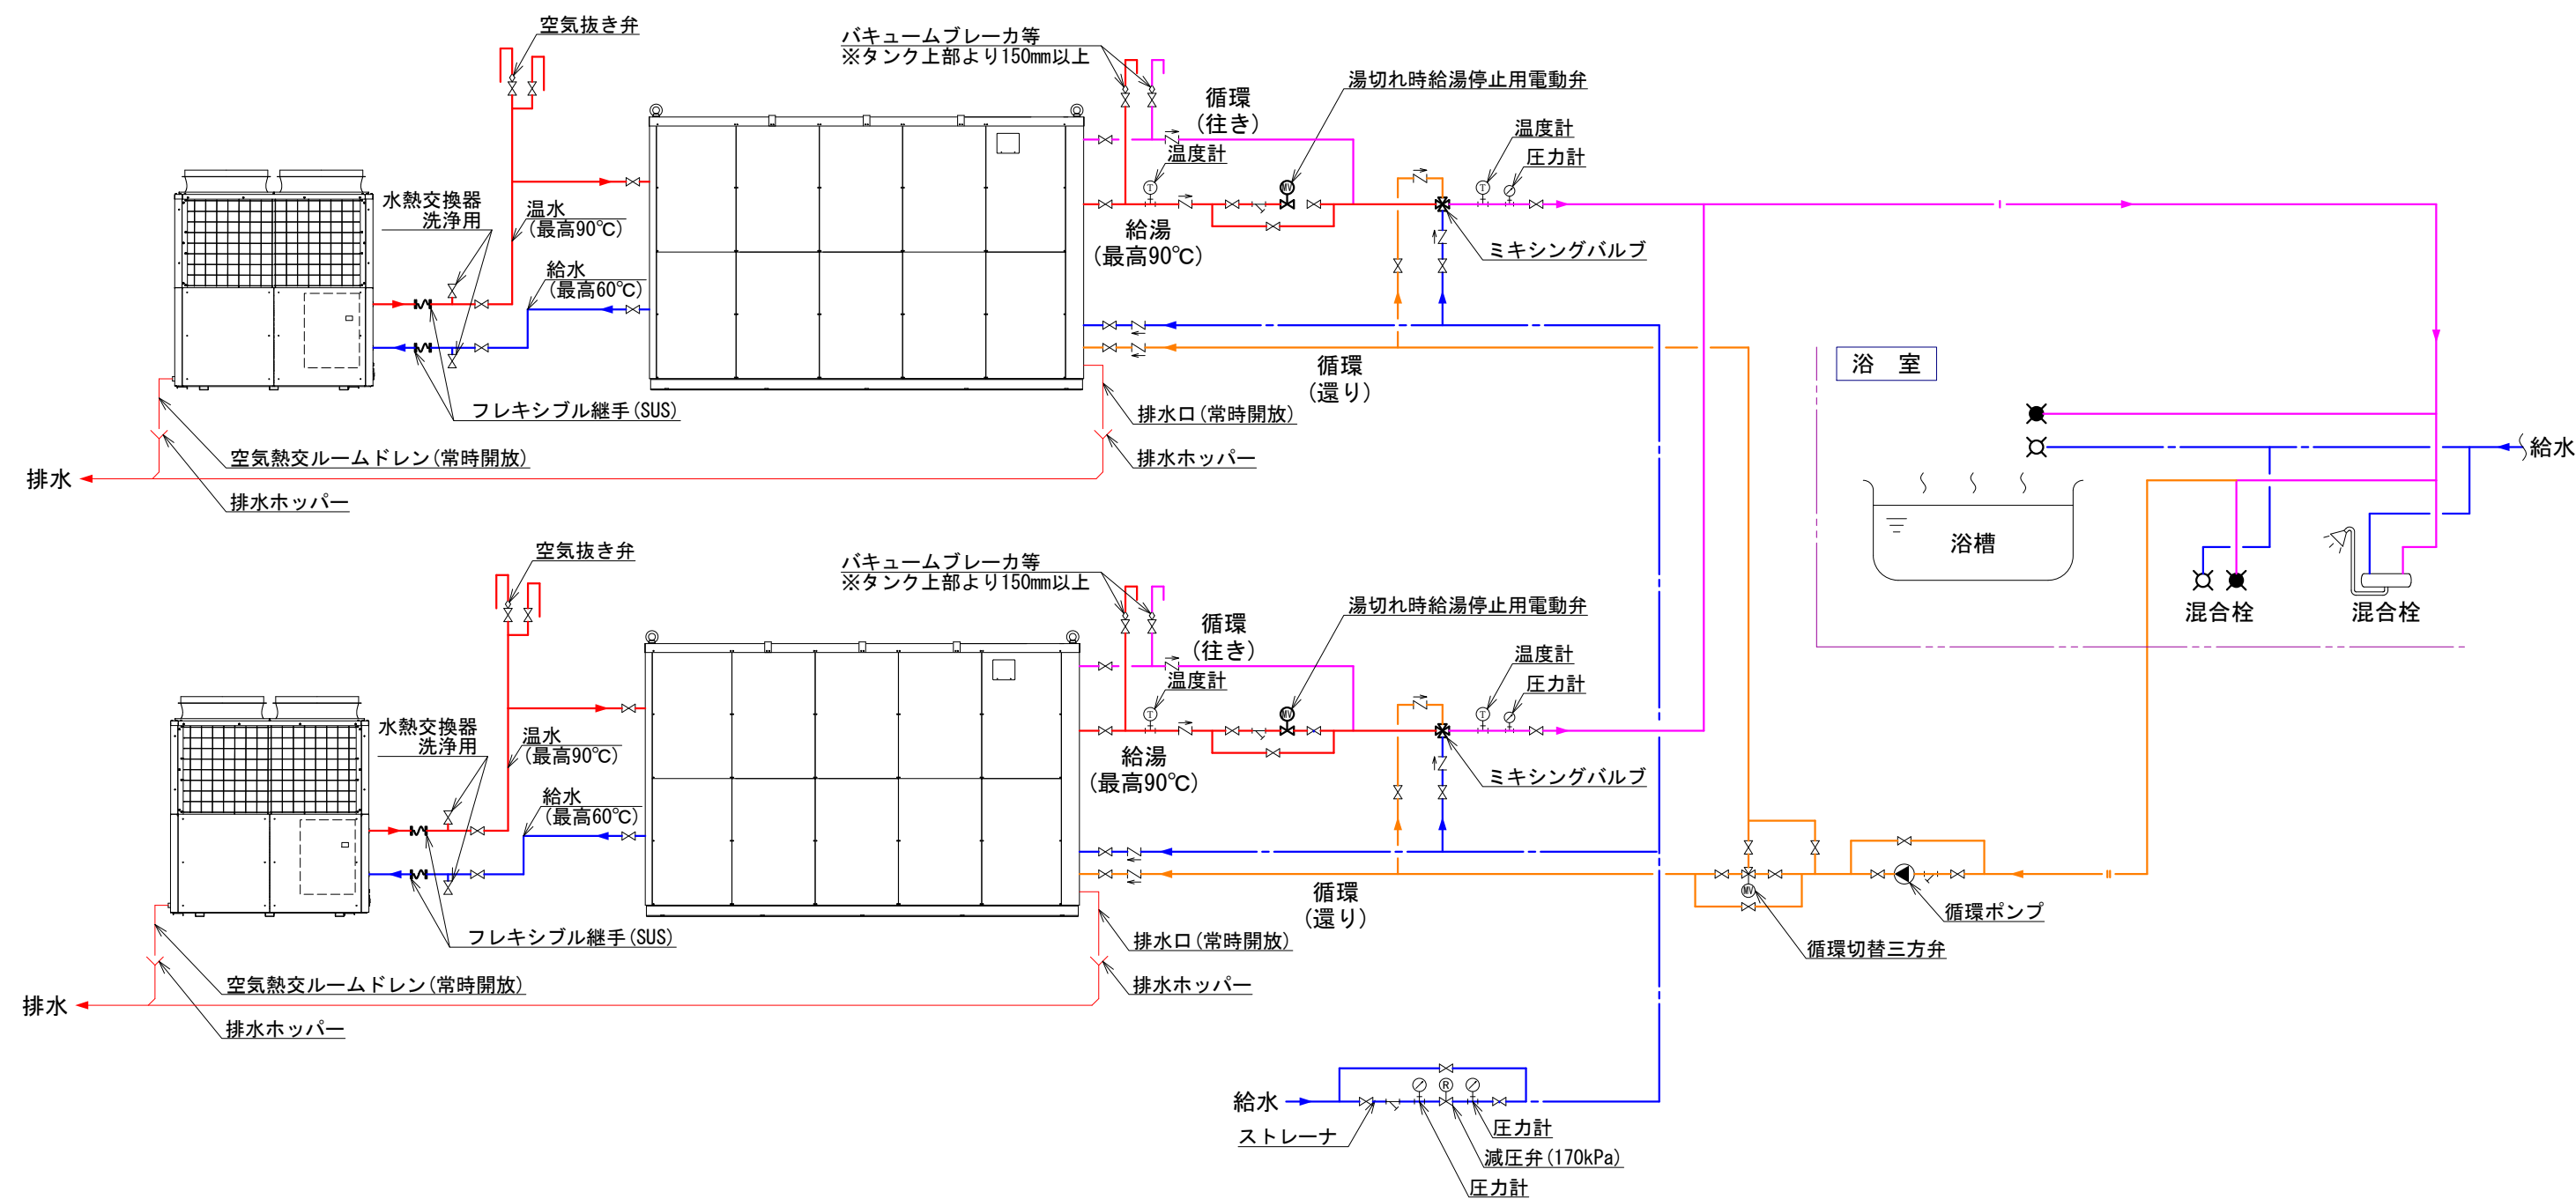 空気抜き弁
バキュームブレーカ等
※タンク上部より150mm以上
湯切れ時給湯停止用電動弁
循環
(往き)
温度計
温度計
圧力計
水熱交換器
洗浄用
温水
(最高90℃)
給水
(最高60℃)
給湯
(最高90℃)
MV
T
T
ミキシングバルブ
循環
(還り)
フレキシブル継手(SUS)
排水口(常時開放)
空気熱交ルームドレン(常時開放)
排水ホッパー
排水
排水ホッパー
浴 室
給水
浴槽
混合栓
混合栓
空気抜き弁
バキュームブレーカ等
※タンク上部より150mm以上
湯切れ時給湯停止用電動弁
循環
(往き)
温度計
温度計
圧力計
水熱交換器
洗浄用
温水
(最高90℃)
給水
(最高60℃)
給湯
(最高90℃)
MV
T
T
ミキシングバルブ
循環
(還り)
フレキシブル継手(SUS)
排水口(常時開放)
空気熱交ルームドレン(常時開放)
排水ホッパー
排水
排水ホッパー
MV
循環ポンプ
循環切替三方弁
給水
R
ストレーナ
圧力計
減圧弁(170kPa)
圧力計